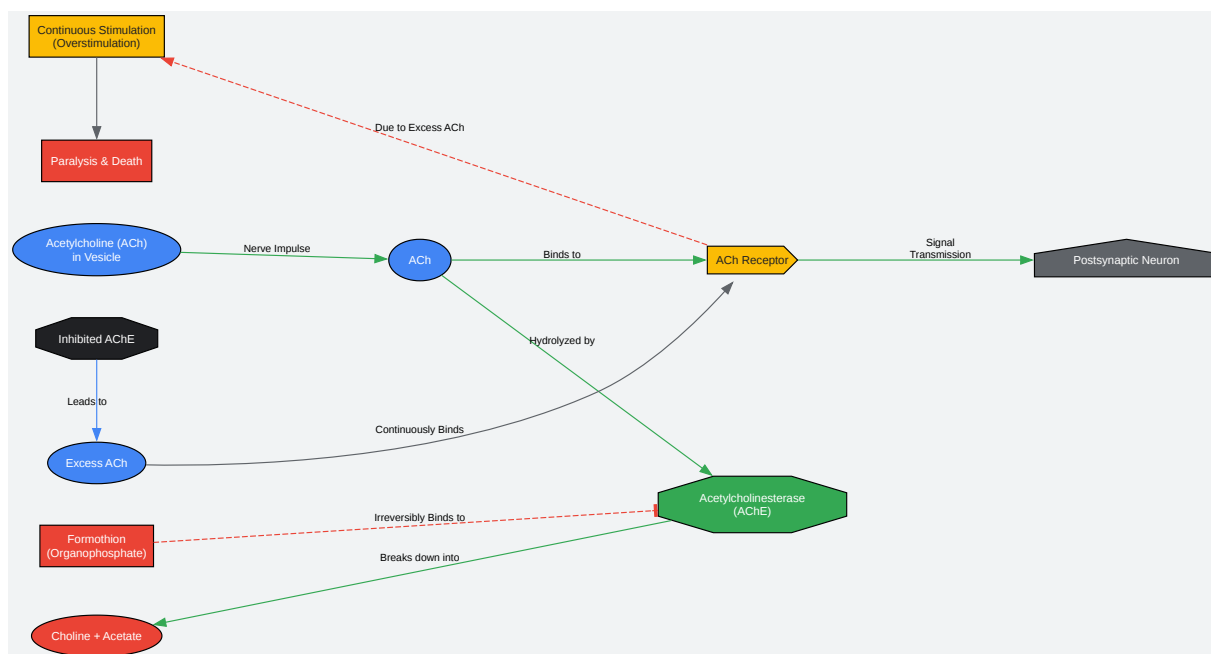 Continuous Stimulation
(Overstimulation)
Due to Excess ACh
Paralysis & Death
Acetylcholine (ACh)
in Vesicle
Nerve Impulse
ACh
Binds to
ACh Receptor
Signal
Transmission
Postsynaptic Neuron
Inhibited AChE
Hydrolyzed by
Leads to
Continuously Binds
Excess ACh
Acetylcholinesterase
(AChE)
Irreversibly Binds to
Formothion
(Organophosphate)
Breaks down into
Choline + Acetate